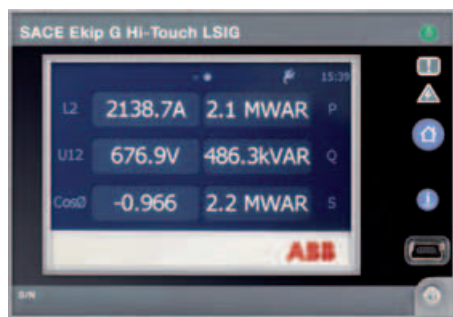 SACE Ekip G Hi-Touch LSIG
15:39
L2 2138.7A 2.1 MWAR P
U12 676.9V 486.3kVAR Q
CosØ -0.966 2.2 MWAR S
ABB
S/N